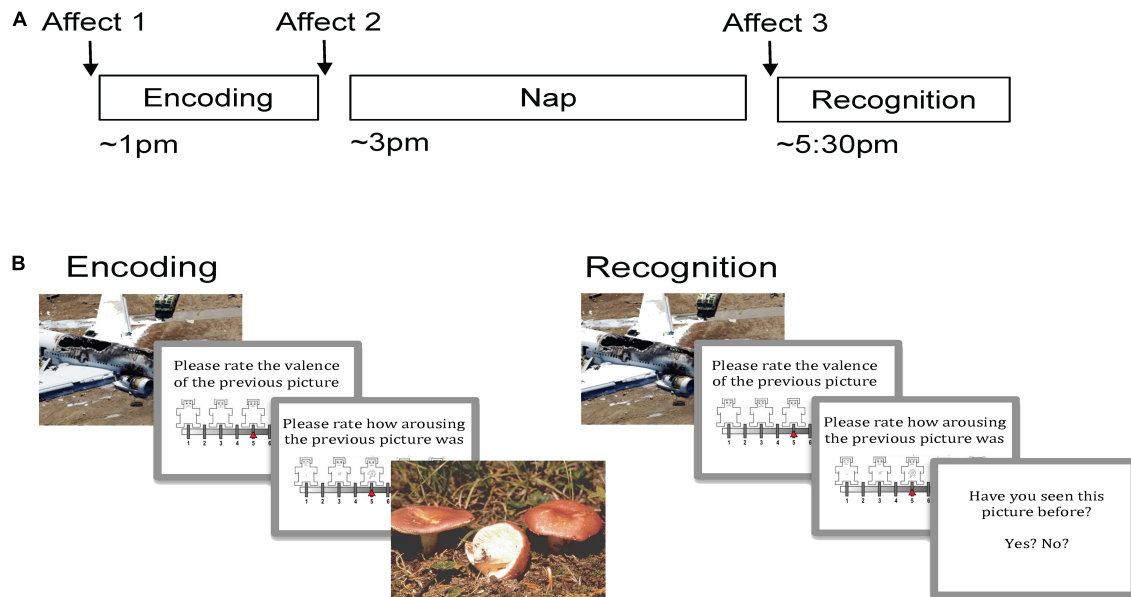 A
Affect 1
Affect 2
Affect 3
Encoding
Nap
Recognition
~1pm
~3pm
~5:30pm
B
Encoding
Recognition
Please rate the valence
of the previous picture
1 2 3 4 5 6
Please rate how arousing
the previous picture was
1 2 3 4 5 6
Please rate the valence
of the previous picture
1 2 3 4 5 6
Please rate how arousing
the previous picture was
1 2 3 4 5 6
Have you seen this
picture before?
Yes? No?